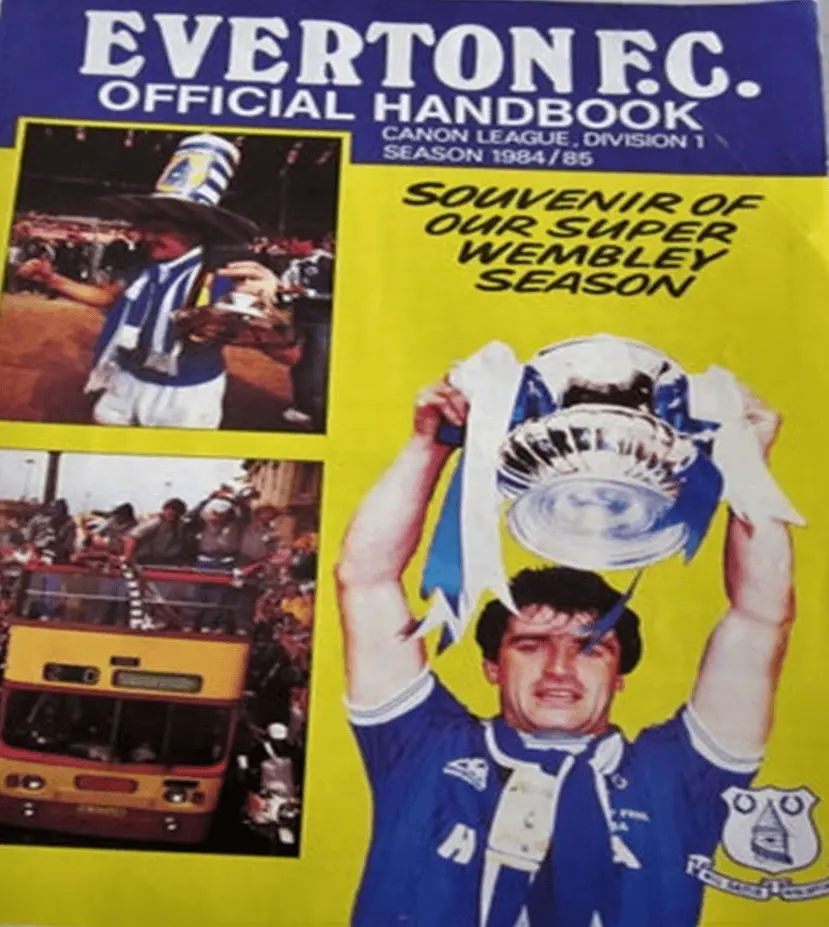 EVERTON F.C.
OFFICIAL HANDBOOK
CANON LEAGUE, DIVISION 1
SEASON 1984/85
SOUVENIR OF
OUR SUPER
WEMBLEY
SEASON